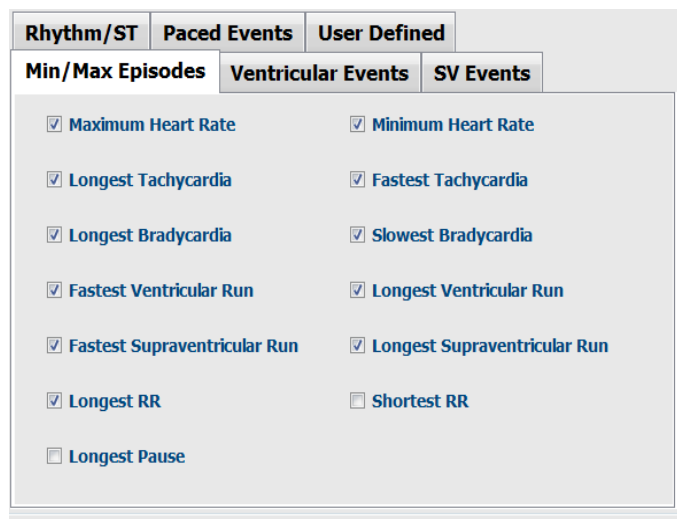 Rhythm/ST Paced Events User Defined
Min/Max Episodes Ventricular Events SV Events
Maximum Heart Rate Minimum Heart Rate
Longest Tachycardia Fastest Tachycardia
Longest Bradycardia Slowest Bradycardia
Fastest Ventricular Run Longest Ventricular Run
Fastest Supraventricular Run Longest Supraventricular Run
Longest RR Shortest RR
Longest Pause